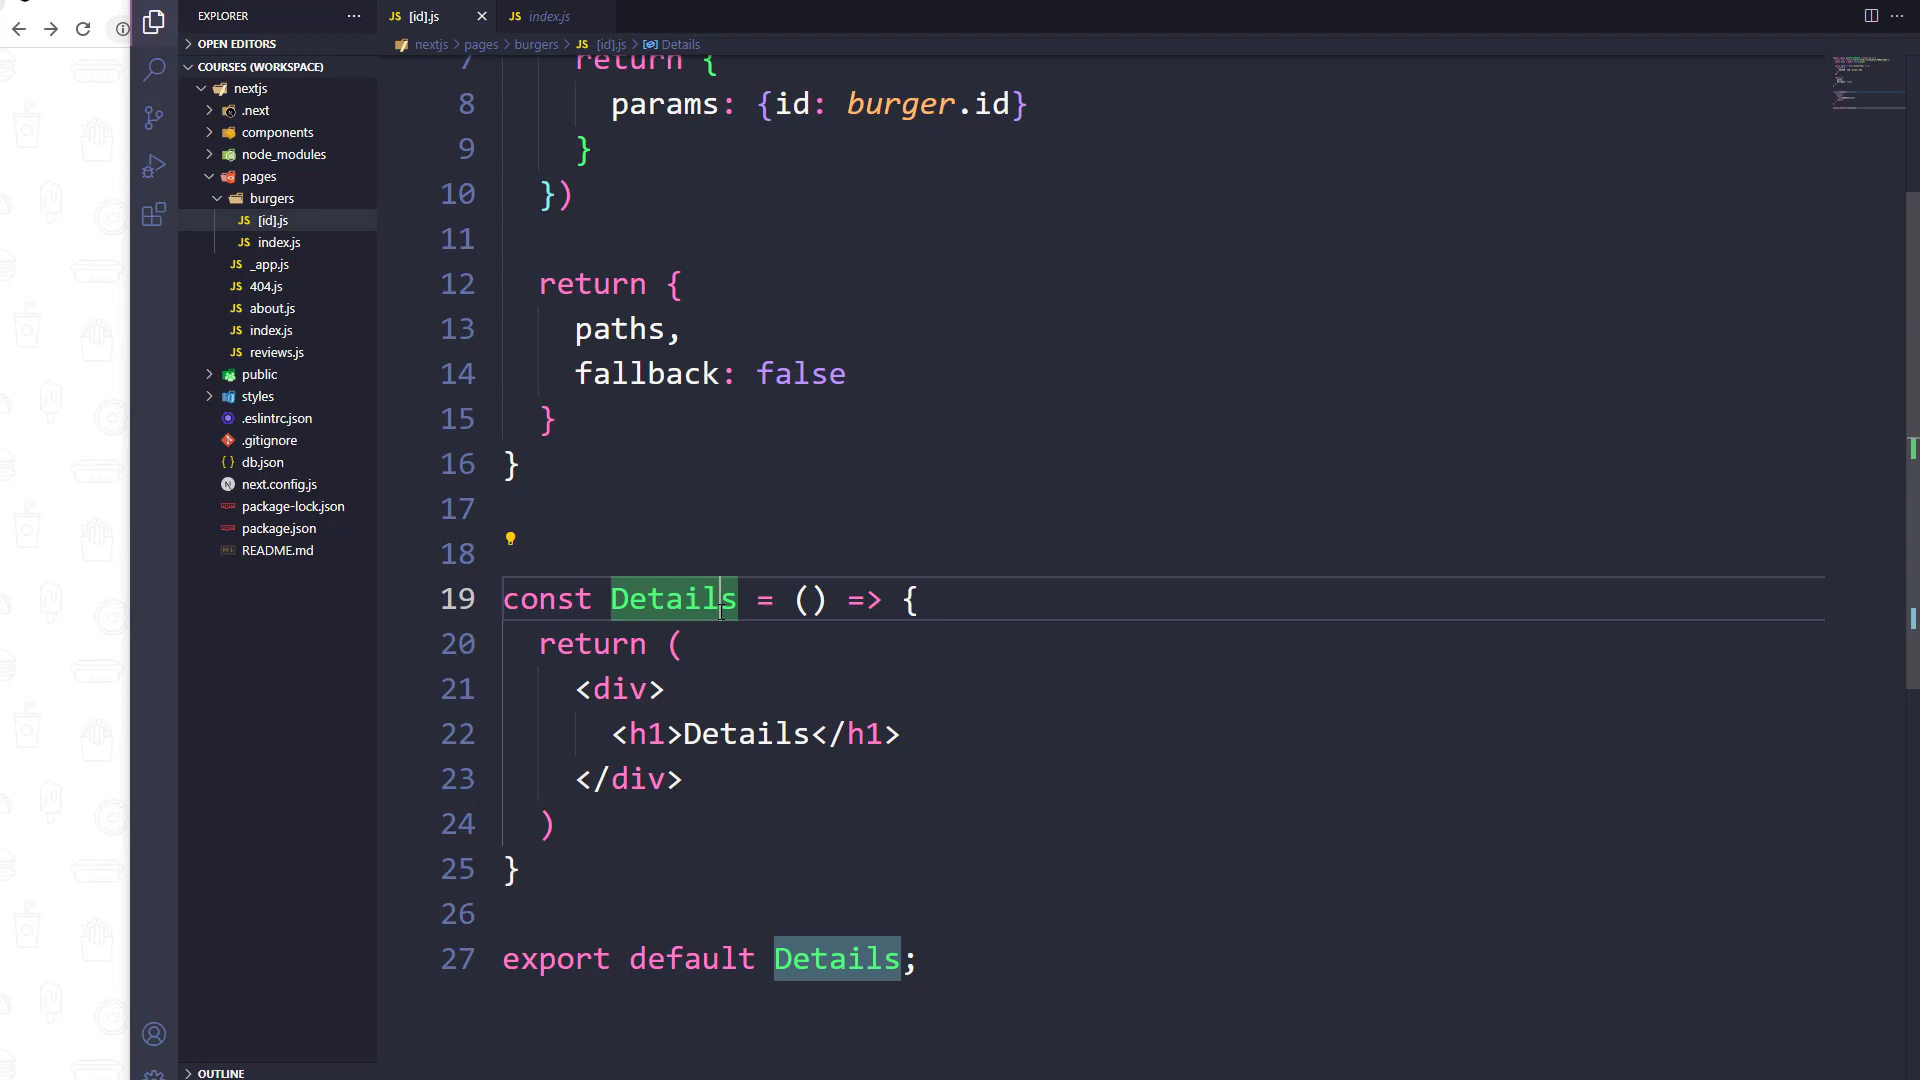 EXPLORER
OPEN EDITORS
COURSES (WORKSPACE)
nextjs
.next
components
node_modules
pages
burgers
JS [id].js
JS index.js
JS _app.js
JS 404.js
JS about.js
JS index.js
JS reviews.js
public
styles
.eslintrc.json
.gitignore
{ } db.json
N next.config.js
package-lock.json
package.json
README.md
OUTLINE
JS [id].js
JS index.js
nextjs > pages > burgers > JS [id].js > Details
7 return {
8 params: {id: burger.id}
9 }
10 })
11
12 return {
13 paths,
14 fallback: false
15 }
16 }
17
18
19 const Details = () => {
20 return (
21 <div>
22 <h1>Details</h1>
23 </div>
24 )
25 }
26
27 export default Details;